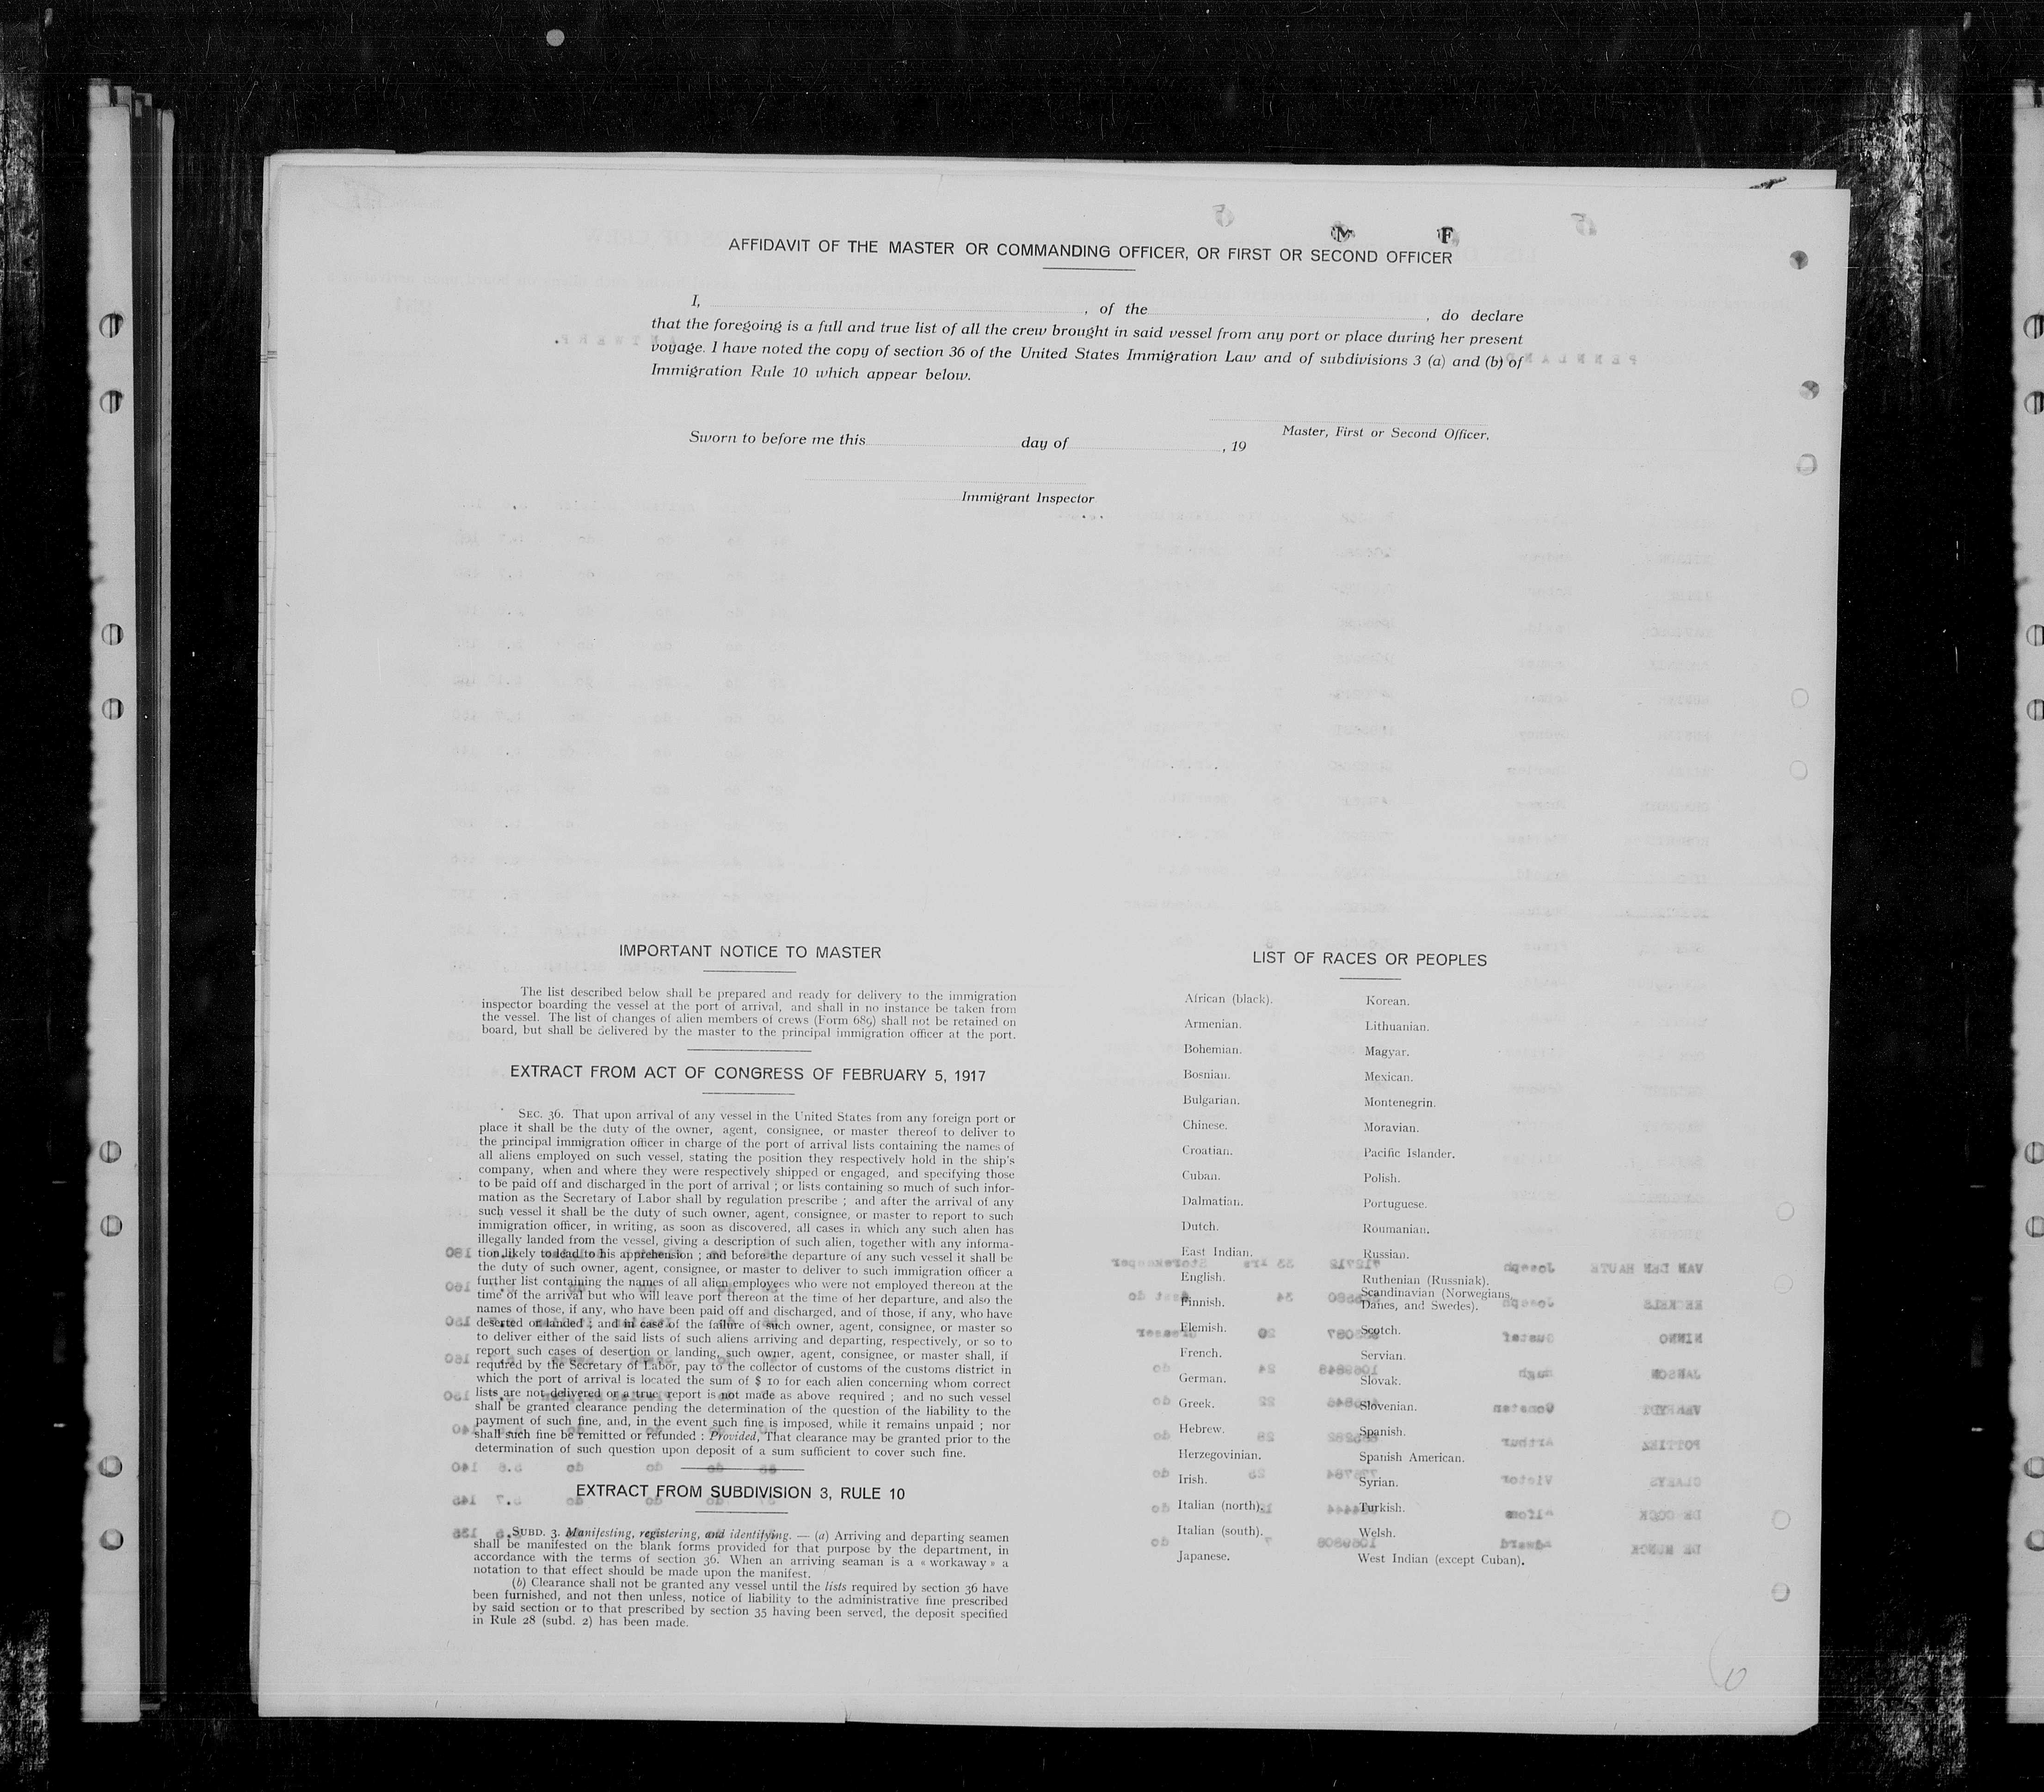 M F
AFFIDAVIT OF THE MASTER OR COMMANDING OFFICER, OR FIRST OR SECOND OFFICER
I, , of the , do declare
that the foregoing is a full and true list of all the crew brought in said vessel from any port or place during her present
voyage. I have noted the copy of section 36 of the United States Immigration Law and of subdivisions 3 (a) and (b) of
Immigration Rule 10 which appear below.
Master, First or Second Officer,
Sworn to before me this day of , 19
Immigrant Inspector
IMPORTANT NOTICE TO MASTER
The list described below shall be prepared and ready for delivery to the immigration
inspector boarding the vessel at the port of arrival, and shall in no instance be taken from
the vessel. The list of changes of alien members of crews (Form 689) shall not be retained on
board, but shall be delivered by the master to the principal immigration officer at the port.
EXTRACT FROM ACT OF CONGRESS OF FEBRUARY 5, 1917
SEC. 36. That upon arrival of any vessel in the United States from any foreign port or
place it shall be the duty of the owner, agent, consignee, or master thereof to deliver to
the principal immigration officer in charge of the port of arrival lists containing the names of
all aliens employed on such vessel, stating the position they respectively hold in the ship's
company, when and where they were respectively shipped or engaged, and specifying those
to be paid off and discharged in the port of arrival ; or lists containing so much of such infor-
mation as the Secretary of Labor shall by regulation prescribe ; and after the arrival of any
such vessel it shall be the duty of such owner, agent, consignee, or master to report to such
immigration officer, in writing, as soon as discovered, all cases in which any such alien has
illegally landed from the vessel, giving a description of such alien, together with any informa-
tion likely to lead to his apprehension ; and before the departure of any such vessel it shall be
the duty of such owner, agent, consignee, or master to deliver to such immigration officer a
further list containing the names of all alien employees who were not employed thereon at the
time of the arrival but who will leave port thereon at the time of her departure, and also the
names of those, if any, who have been paid off and discharged, and of those, if any, who have
deserted or landed ; and in case of the failure of such owner, agent, consignee, or master so
to deliver either of the said lists of such aliens arriving and departing, respectively, or so to
report such cases of desertion or landing, such owner, agent, consignee, or master shall, if
required by the Secretary of Labor, pay to the collector of customs of the customs district in
which the port of arrival is located the sum of $ 10 for each alien concerning whom correct
lists are not delivered or a true report is not made as above required ; and no such vessel
shall be granted clearance pending the determination of the question of the liability to the
payment of such fine, and, in the event such fine is imposed, while it remains unpaid ; nor
shall such fine be remitted or refunded : Provided, That clearance may be granted prior to the
determination of such question upon deposit of a sum sufficient to cover such fine.
EXTRACT FROM SUBDIVISION 3, RULE 10
SUBD. 3. Manifesting, registering, and identifying. — (a) Arriving and departing seamen
shall be manifested on the blank forms provided for that purpose by the department, in
accordance with the terms of section 36. When an arriving seaman is a « workaway » a
notation to that effect should be made upon the manifest.
(b) Clearance shall not be granted any vessel until the lists required by section 36 have
been furnished, and not then unless, notice of liability to the administrative fine prescribed
by said section or to that prescribed by section 35 having been served, the deposit specified
in Rule 28 (subd. 2) has been made.
LIST OF RACES OR PEOPLES
African (black).
Armenian.
Bohemian.
Bosnian.
Bulgarian.
Chinese.
Croatian.
Cuban.
Dalmatian.
Dutch.
East Indian.
English.
Finnish.
Flemish.
French.
German.
Greek.
Hebrew.
Herzegovinian.
Irish.
Italian (north).
Italian (south).
Japanese.
Korean.
Lithuanian.
Magyar.
Mexican.
Montenegrin.
Moravian.
Pacific Islander.
Polish.
Portuguese.
Roumanian.
Russian.
Ruthenian (Russniak).
Scandinavian (Norwegians,
Danes, and Swedes).
Scotch.
Servian.
Slovak.
Slovenian.
Spanish.
Spanish American.
Syrian.
Turkish.
Welsh.
West Indian (except Cuban).